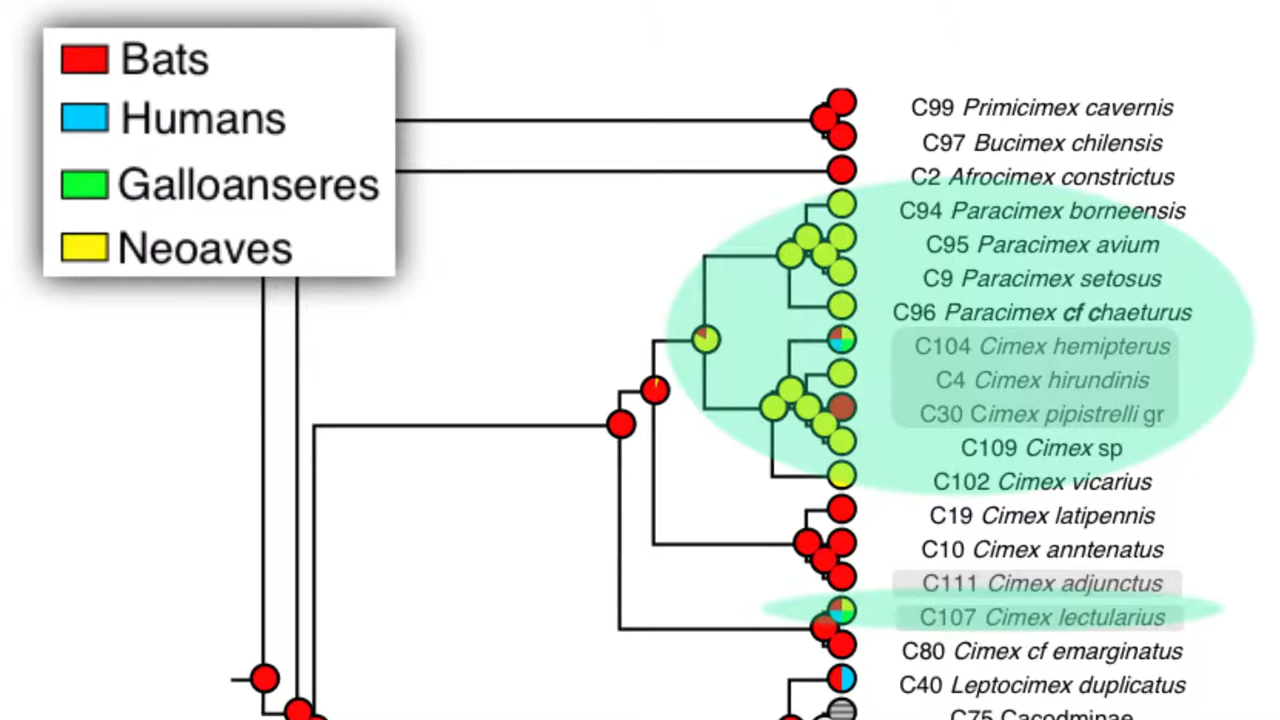 Bats
Humans
Galloanseres
Neoaves
C99 Primicimex cavernis
C97 Bucimex chilensis
C2 Afrocimex constrictus
C94 Paracimex borneensis
C95 Paracimex avium
C9 Paracimex setosus
C96 Paracimex cf chaeturus
C104 Cimex hemipterus
C4 Cimex hirundinis
C30 Cimex pipistrelli gr
C109 Cimex sp
C102 Cimex vicarius
C19 Cimex latipennis
C10 Cimex anntenatus
C111 Cimex adjunctus
C107 Cimex lectularius
C80 Cimex cf emarginatus
C40 Leptocimex duplicatus
C75 Cacodminae